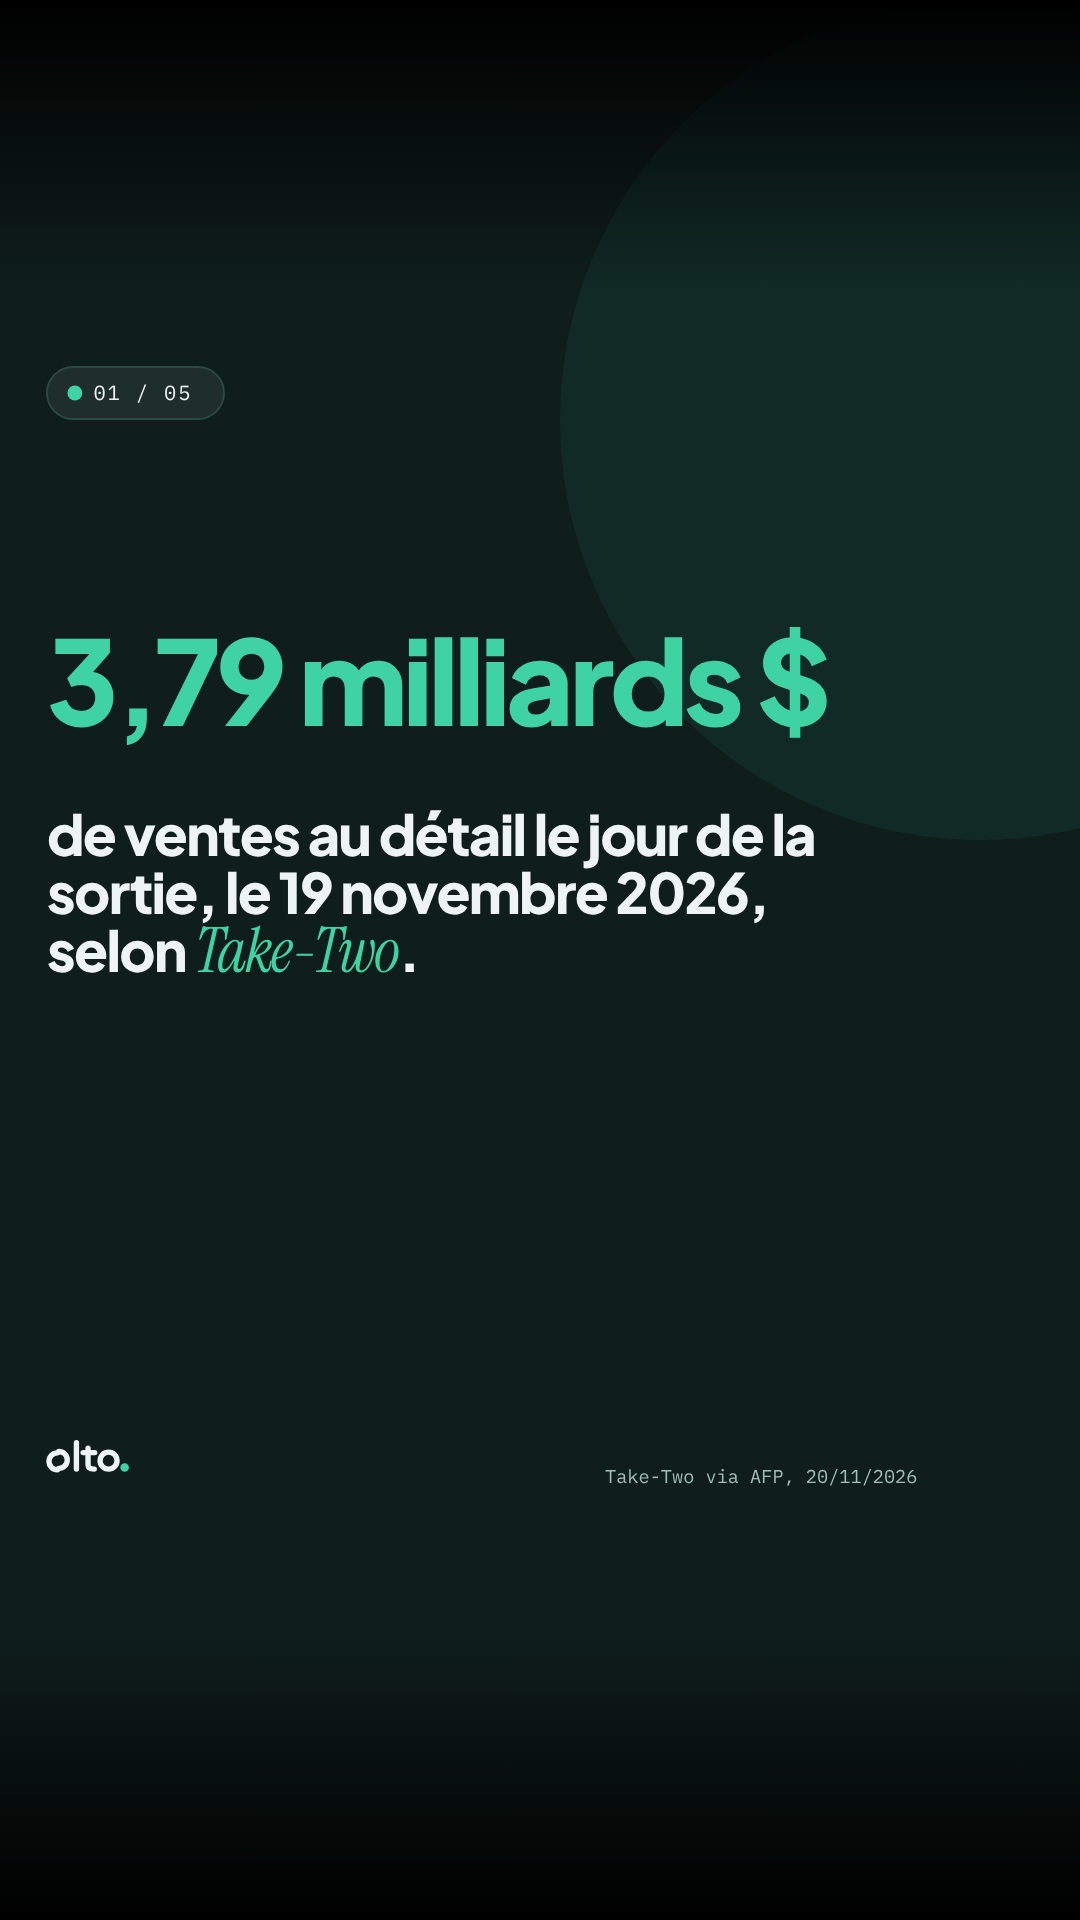 01 / 05
3,79 milliards $
de ventes au détail le jour de la
sortie, le 19 novembre 2026,
selon Take-Two.
olto.
Take-Two via AFP, 20/11/2026